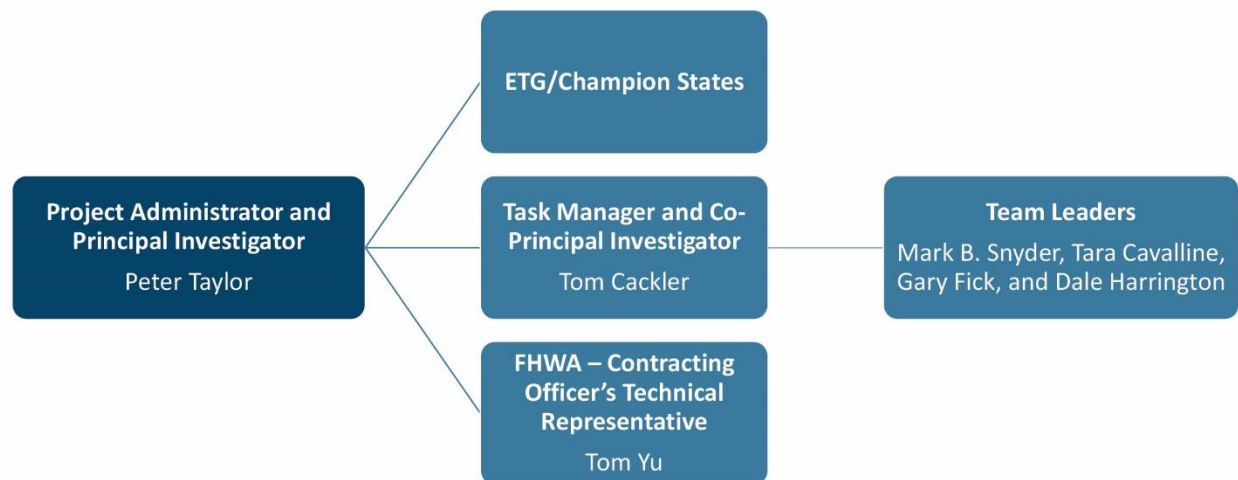 ETG/Champion States
Project Administrator and
Principal Investigator
Peter Taylor
Task Manager and Co-
Principal Investigator
Tom Cackler
Team Leaders
Mark B. Snyder, Tara Cavalline,
Gary Fick, and Dale Harrington
FHWA – Contracting
Officer’s Technical
Representative
Tom Yu